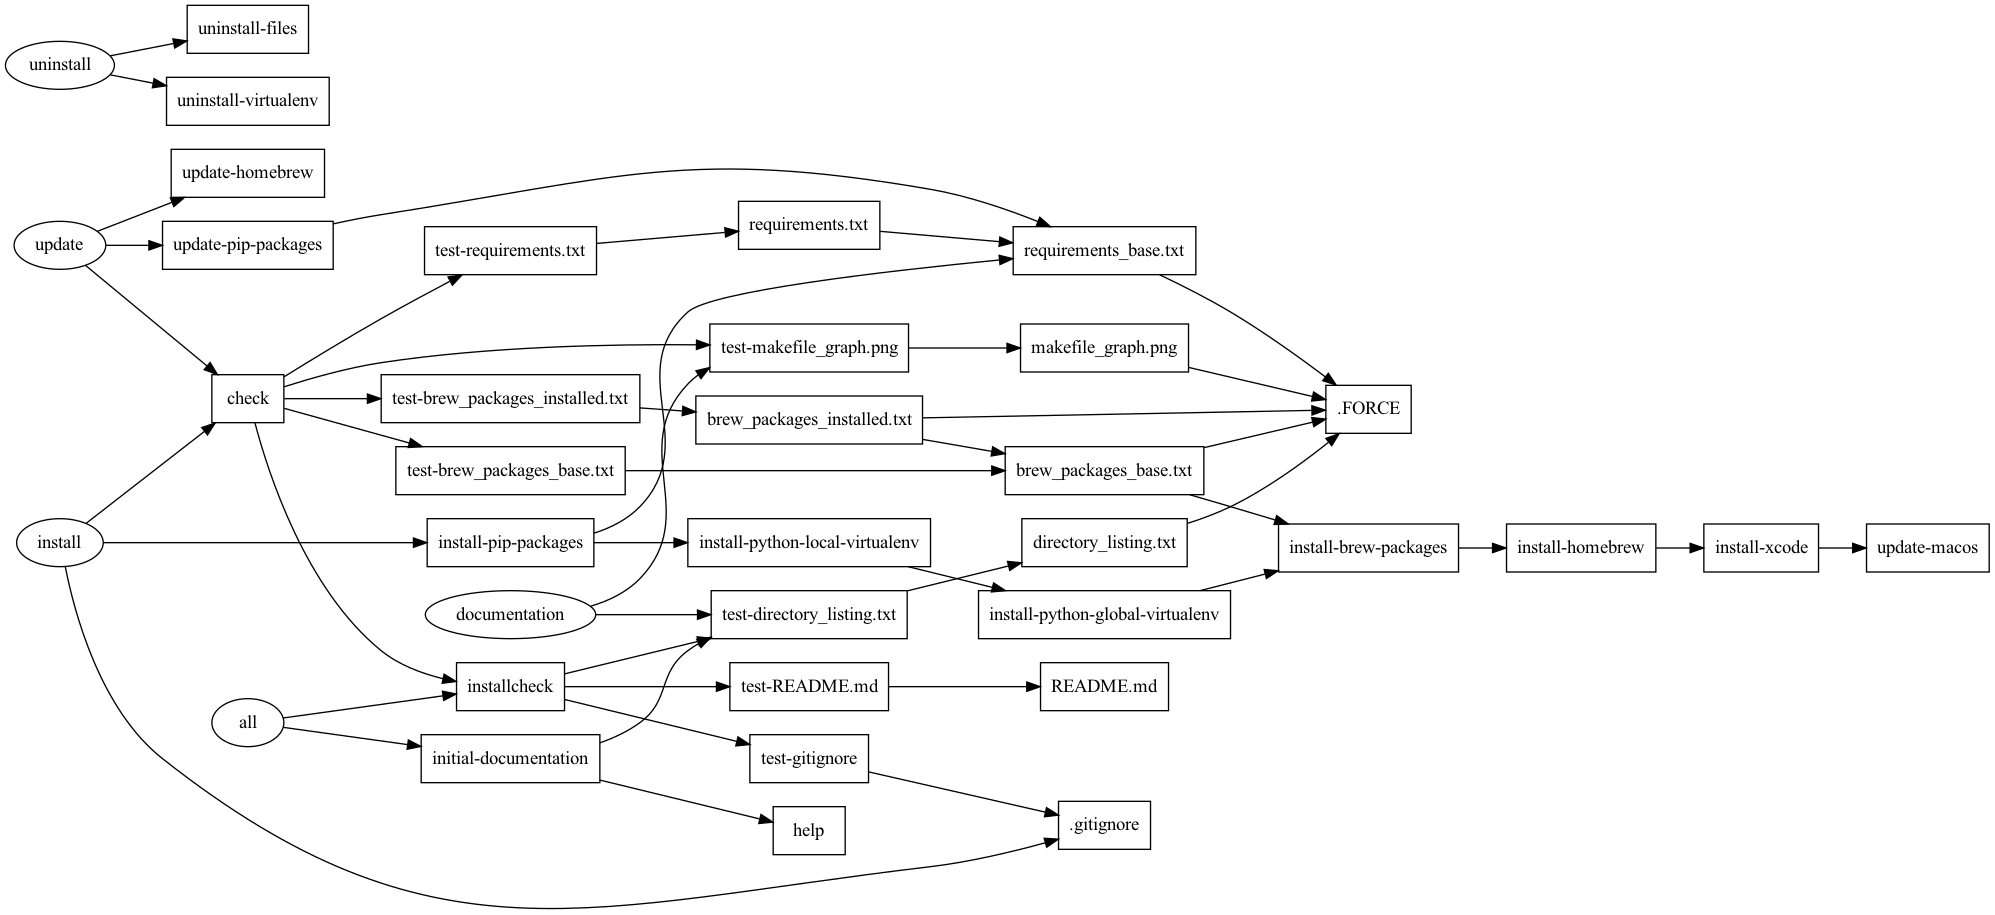 uninstall-files
uninstall
uninstall-virtualenv
update-homebrew
update
update-pip-packages
test-requirements.txt
requirements.txt
requirements_base.txt
test-makefile_graph.png
makefile_graph.png
check
test-brew_packages_installed.txt
brew_packages_installed.txt
.FORCE
test-brew_packages_base.txt
brew_packages_base.txt
install
install-pip-packages
install-python-local-virtualenv
directory_listing.txt
install-brew-packages
install-homebrew
install-xcode
update-macos
documentation
test-directory_listing.txt
install-python-global-virtualenv
installcheck
test-README.md
README.md
all
initial-documentation
test-gitignore
help
.gitignore